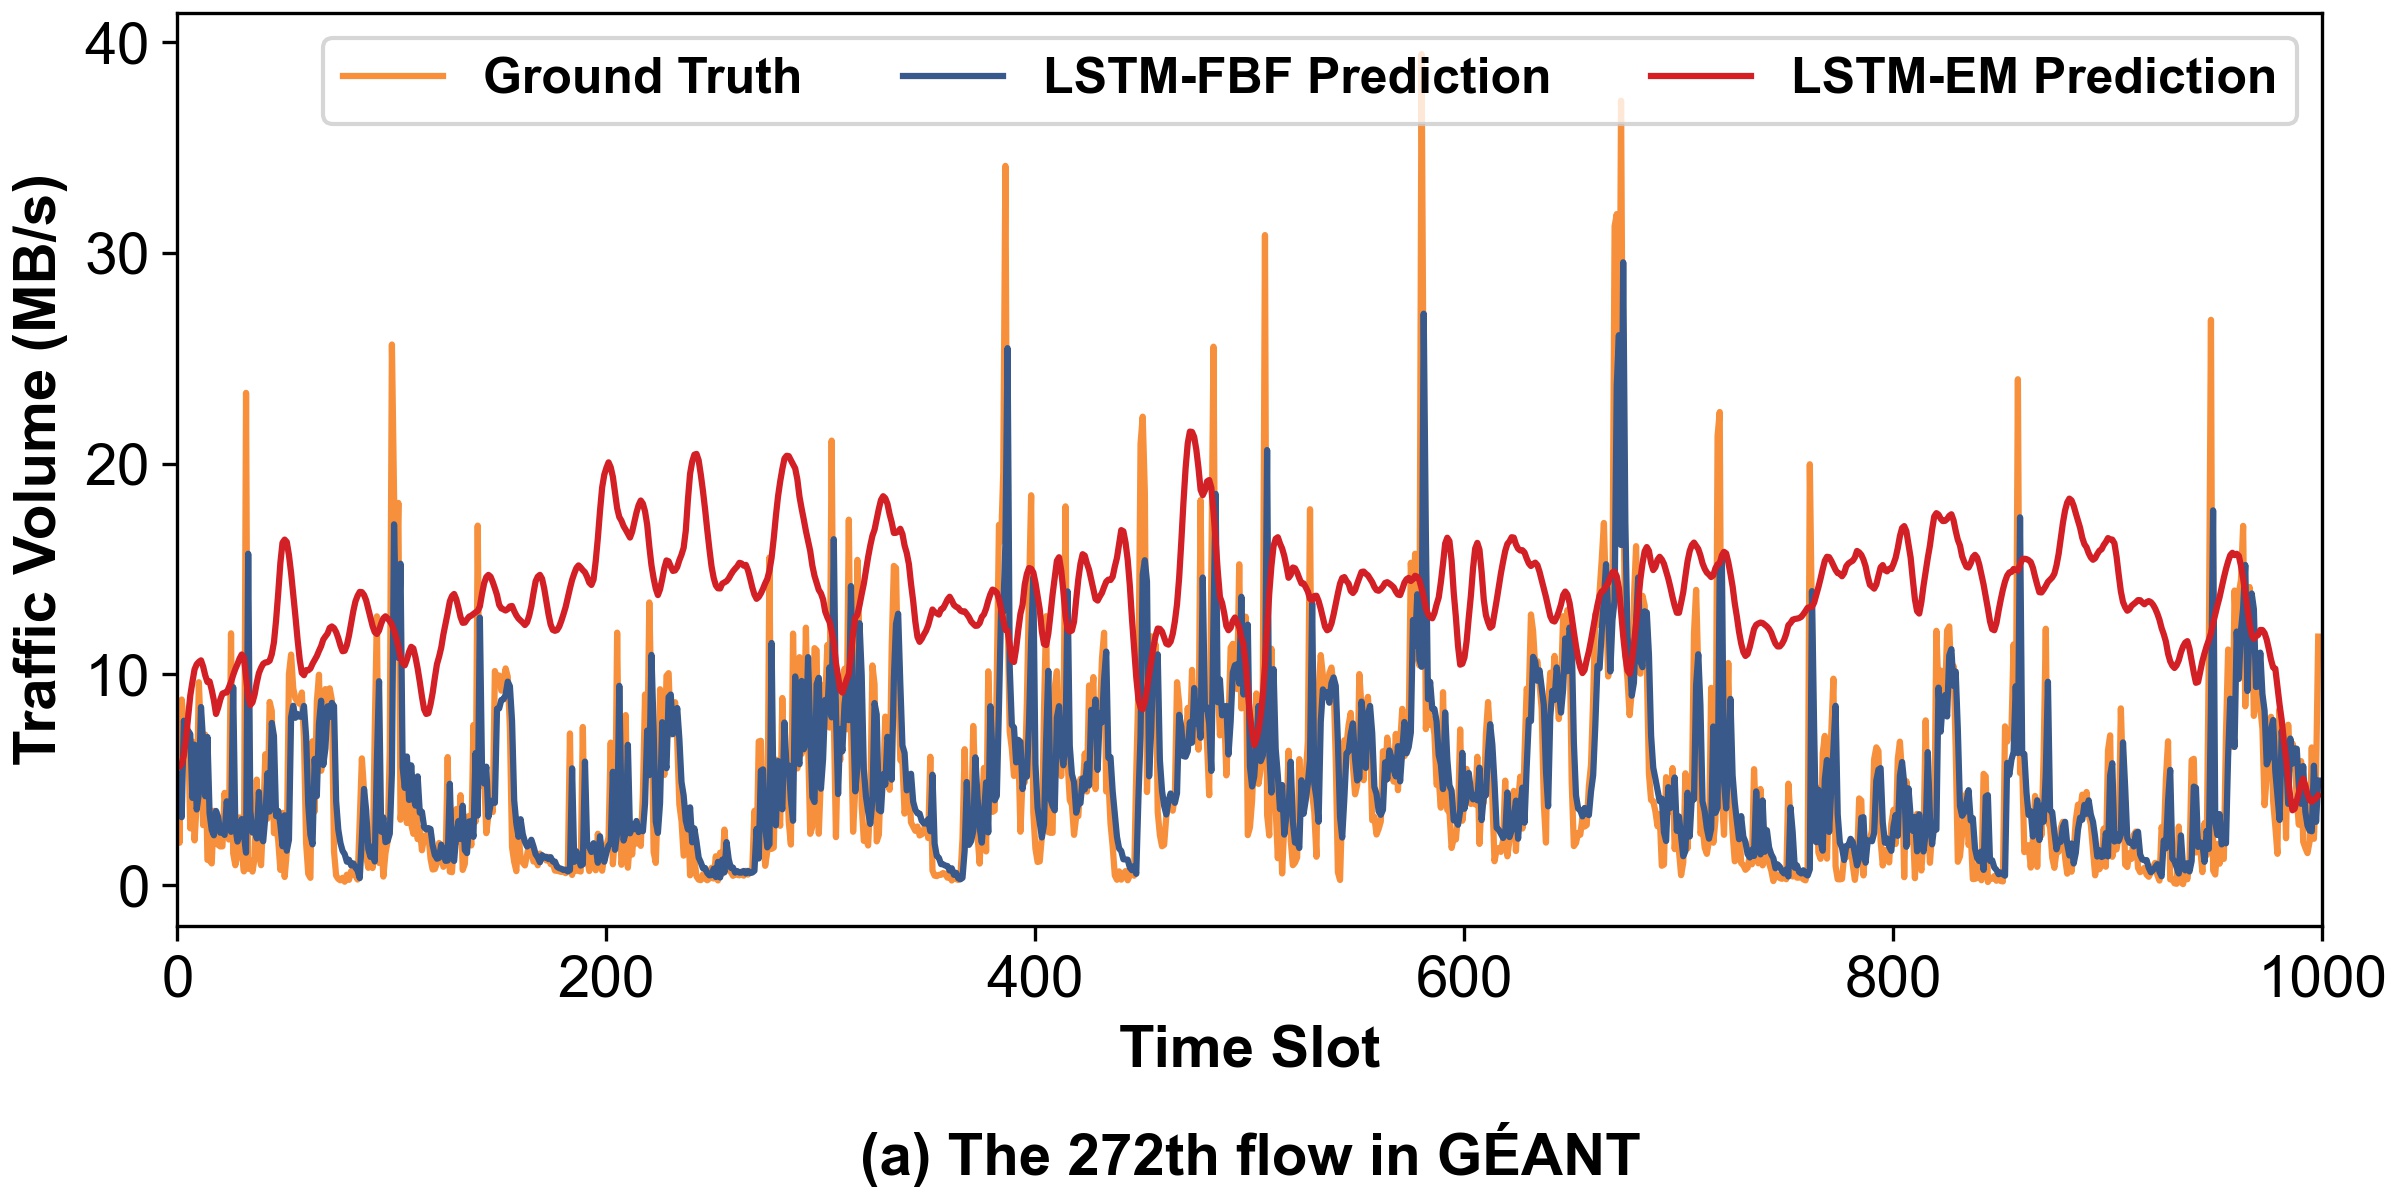 Ground Truth LSTM-FBF Prediction LSTM-EM Prediction
Traffic Volume (MB/s)
40
30
20
10
0
0 200 400 600 800 1000
Time Slot
(a) The 272th flow in GÉANT